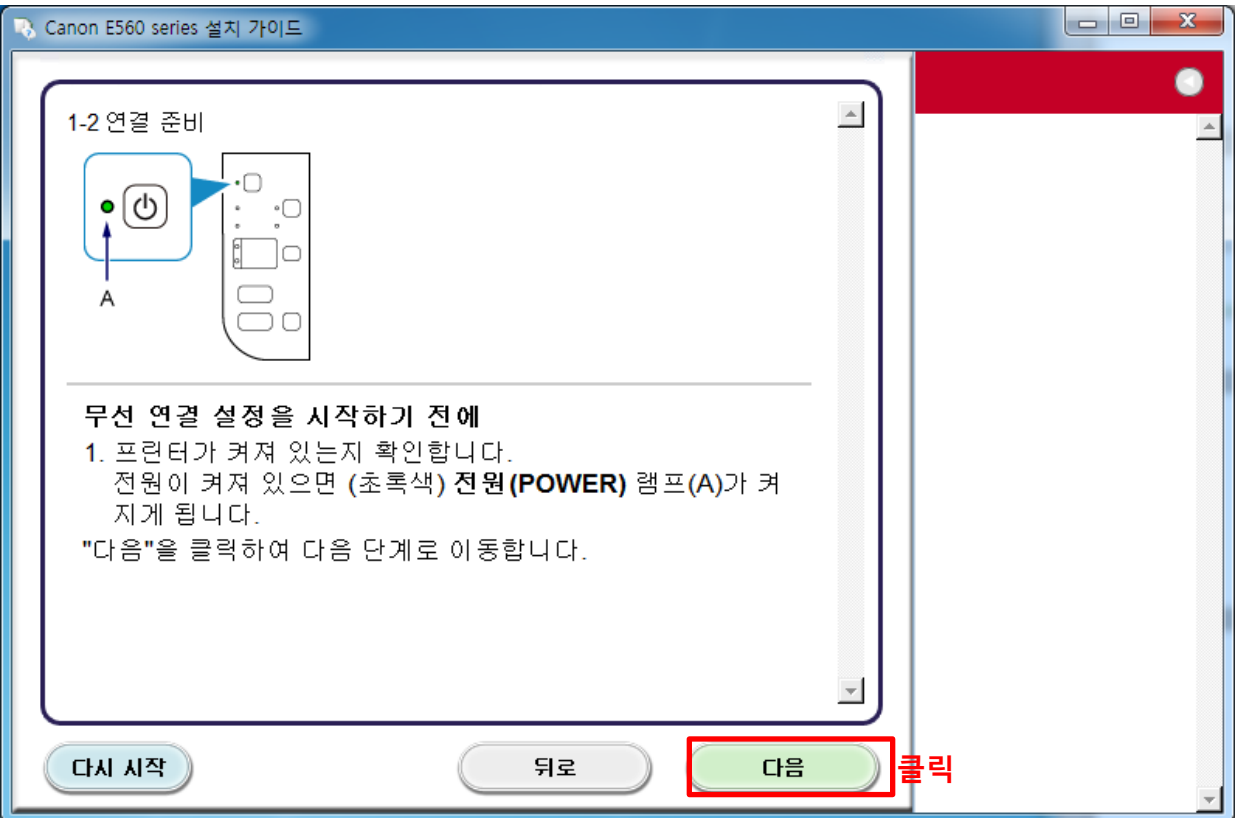 Canon E560 series 설치 가이드
1-2 연결 준비
A
무선 연결 설정을 시작하기 전에
1. 프린터가 켜져 있는지 확인합니다.
전원이 켜져 있으면 (초록색) 전원(POWER) 램프(A)가 켜
지게 됩니다.
"다음"을 클릭하여 다음 단계로 이동합니다.
다시 시작
뒤로
다음
클릭